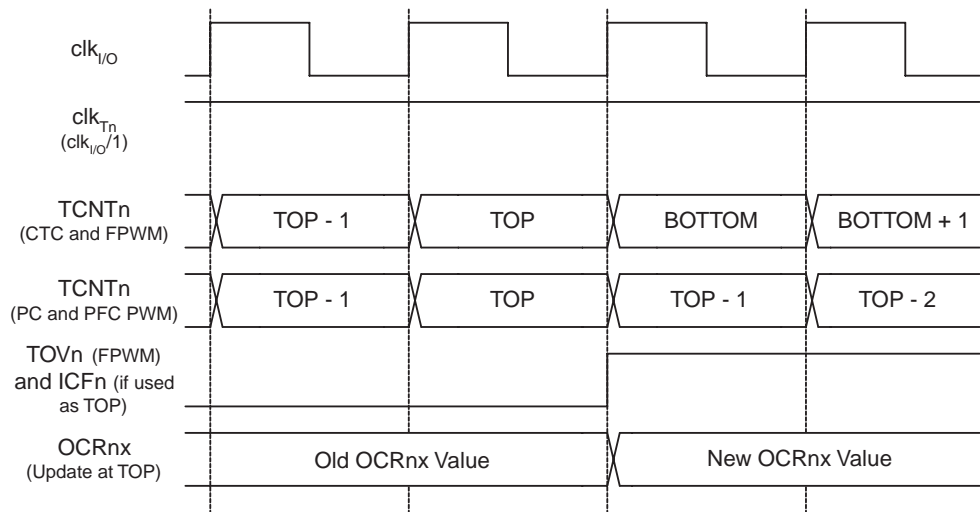 clkI/O
clkTn
(clkI/O/1)
TCNTn
(CTC and FPWM)
TOP - 1
TOP
BOTTOM
BOTTOM + 1
TCNTn
(PC and PFC PWM)
TOP - 1
TOP
TOP - 1
TOP - 2
TOVn (FPWM)
and ICFn (if used
as TOP)
OCRnx
(Update at TOP)
Old OCRnx Value
New OCRnx Value